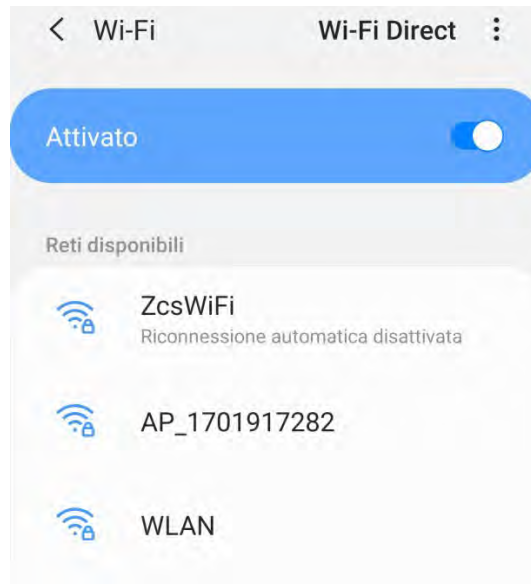 Wi-Fi Wi-Fi Direct
Attivato
Reti disponibili
ZcsWiFi
Riconnessione automatica disattivata
AP_1701917282
WLAN